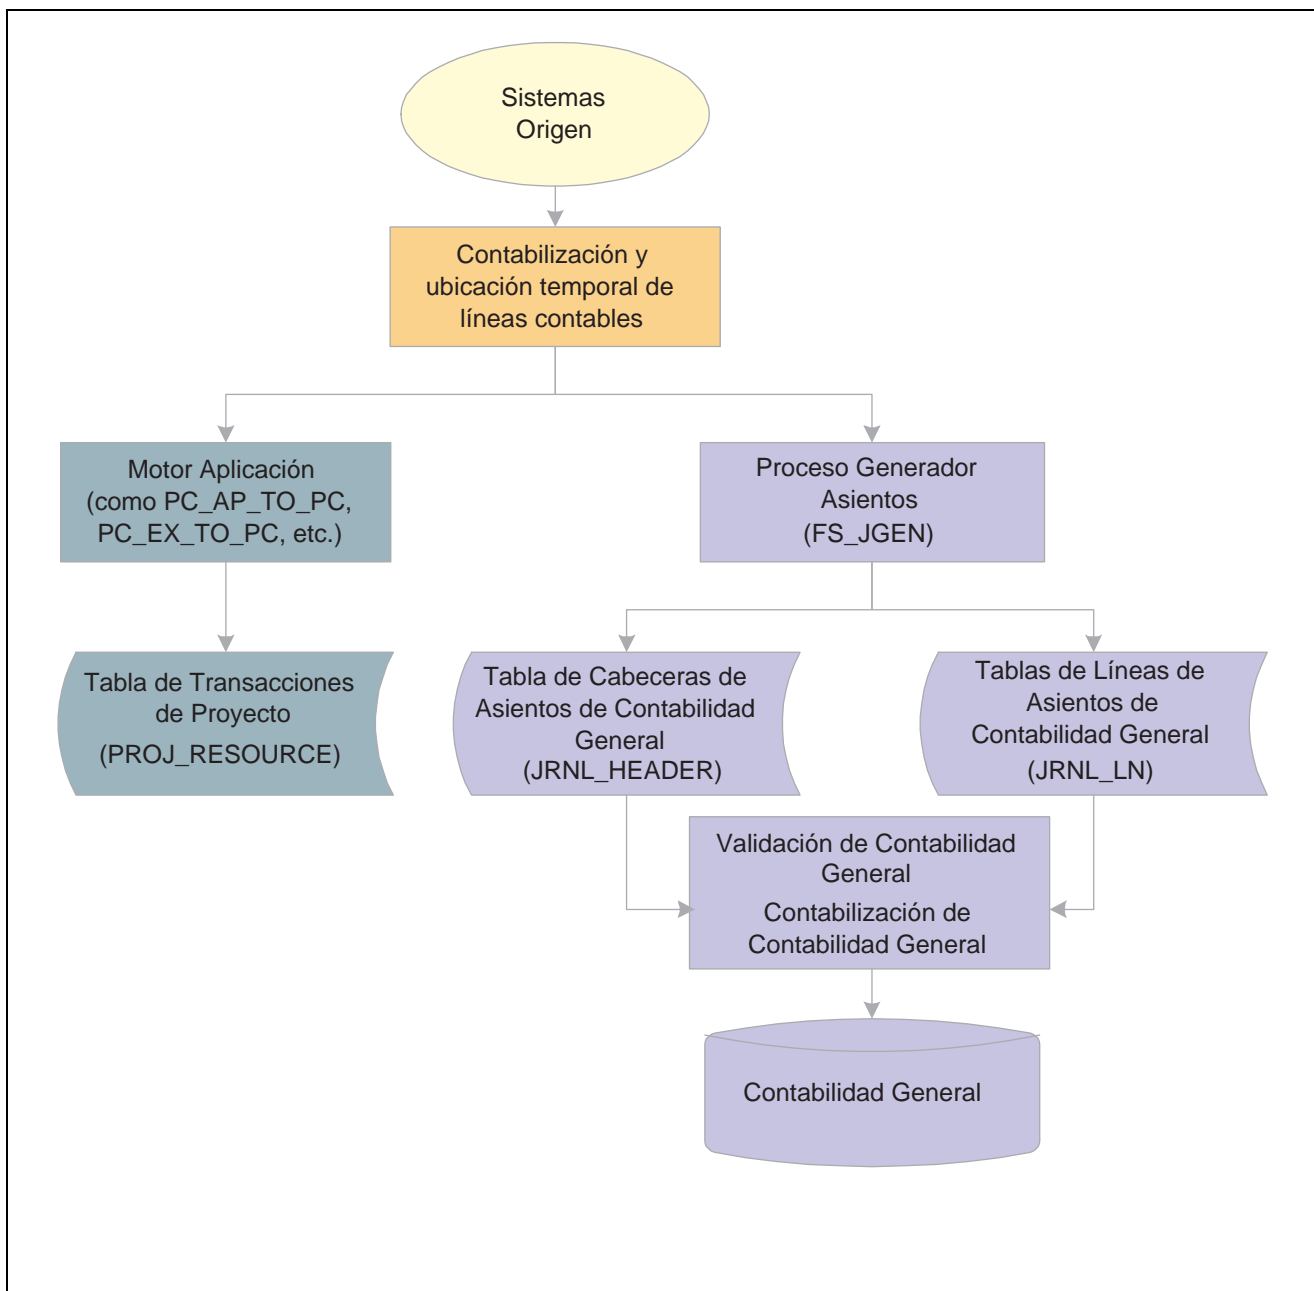 Sistemas
Origen
Contabilización y
ubicación temporal de
líneas contables
Motor Aplicación
(como PC_AP_TO_PC,
PC_EX_TO_PC, etc.)
Proceso Generador
Asientos
(FS_JGEN)
Tabla de Transacciones
de Proyecto
(PROJ_RESOURCE)
Tabla de Cabeceras de
Asientos de Contabilidad
General
(JRNL_HEADER)
Tablas de Líneas de
Asientos de
Contabilidad General
(JRNL_LN)
Validación de Contabilidad
General
Contabilización de
Contabilidad General
Contabilidad General